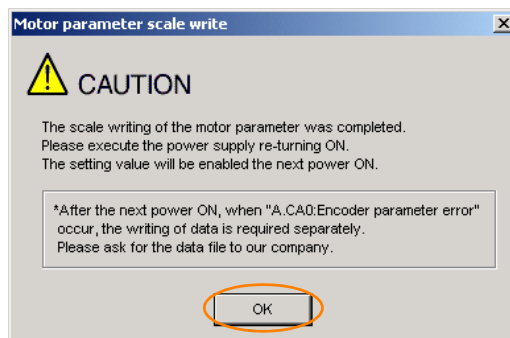 Motor parameter scale write
CAUTION
The scale writing of the motor parameter was completed.
Please execute the power supply re-turning ON.
The setting value will be enabled the next power ON.
*After the next power ON, when "A.CA0:Encoder parameter error"
occur, the writing of data is required separately.
Please ask for the data file to our company.
OK